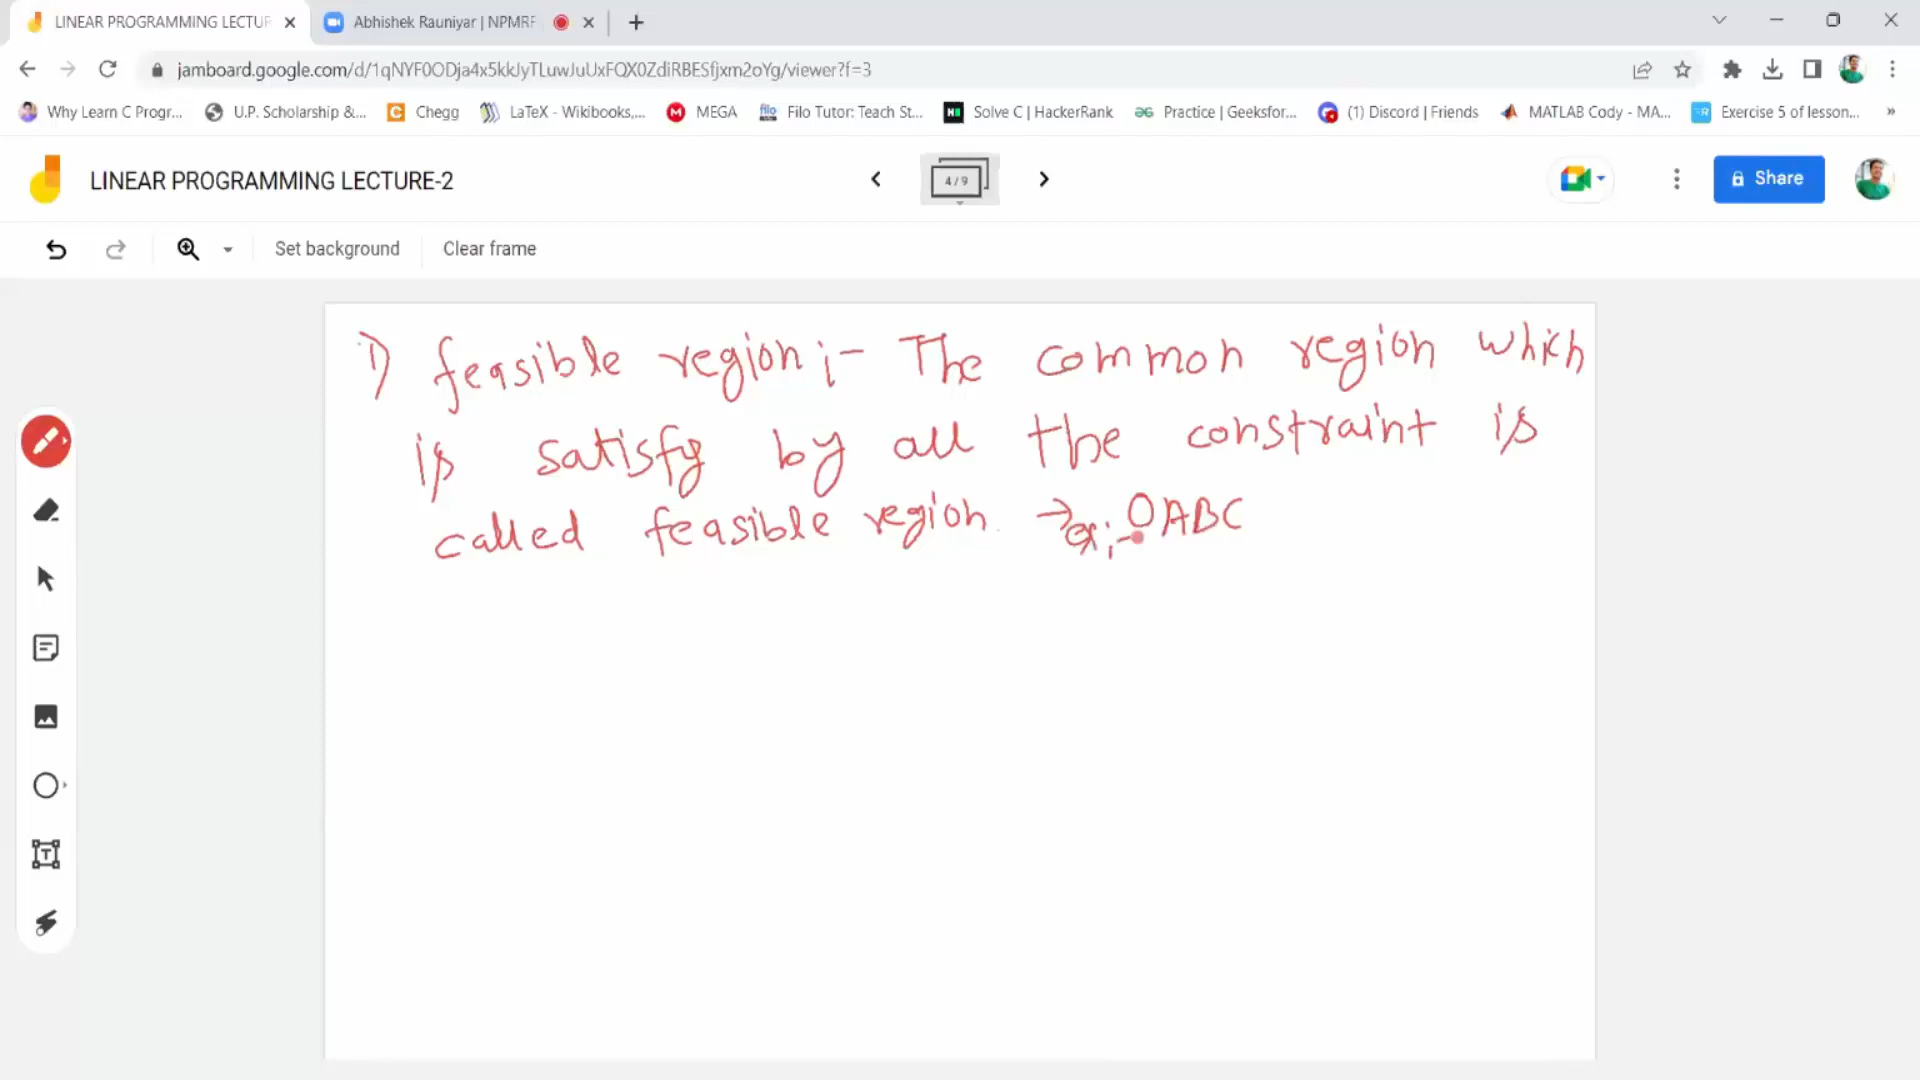 LINEAR PROGRAMMING LECTUR
Abhishek Rauniyar | NPMRF
jamboard.google.com/d/1qNYF0ODja4x5kkJyTLuwJuUxFQX0ZdiRBESfjxm2oYg/viewer?f=3
Why Learn C Progr... U.P. Scholarship &... Chegg LaTeX - Wikibooks,... MEGA Filo Tutor: Teach St... Solve C | HackerRank Practice | Geeksfor... (1) Discord | Friends MATLAB Cody - MA... Exercise 5 of lesson... »
LINEAR PROGRAMMING LECTURE-2 4 / 9 Share
Set background Clear frame
1) feasible region :- The common region which
is satisfy by all the constraint is
called feasible region. → ex:- OABC